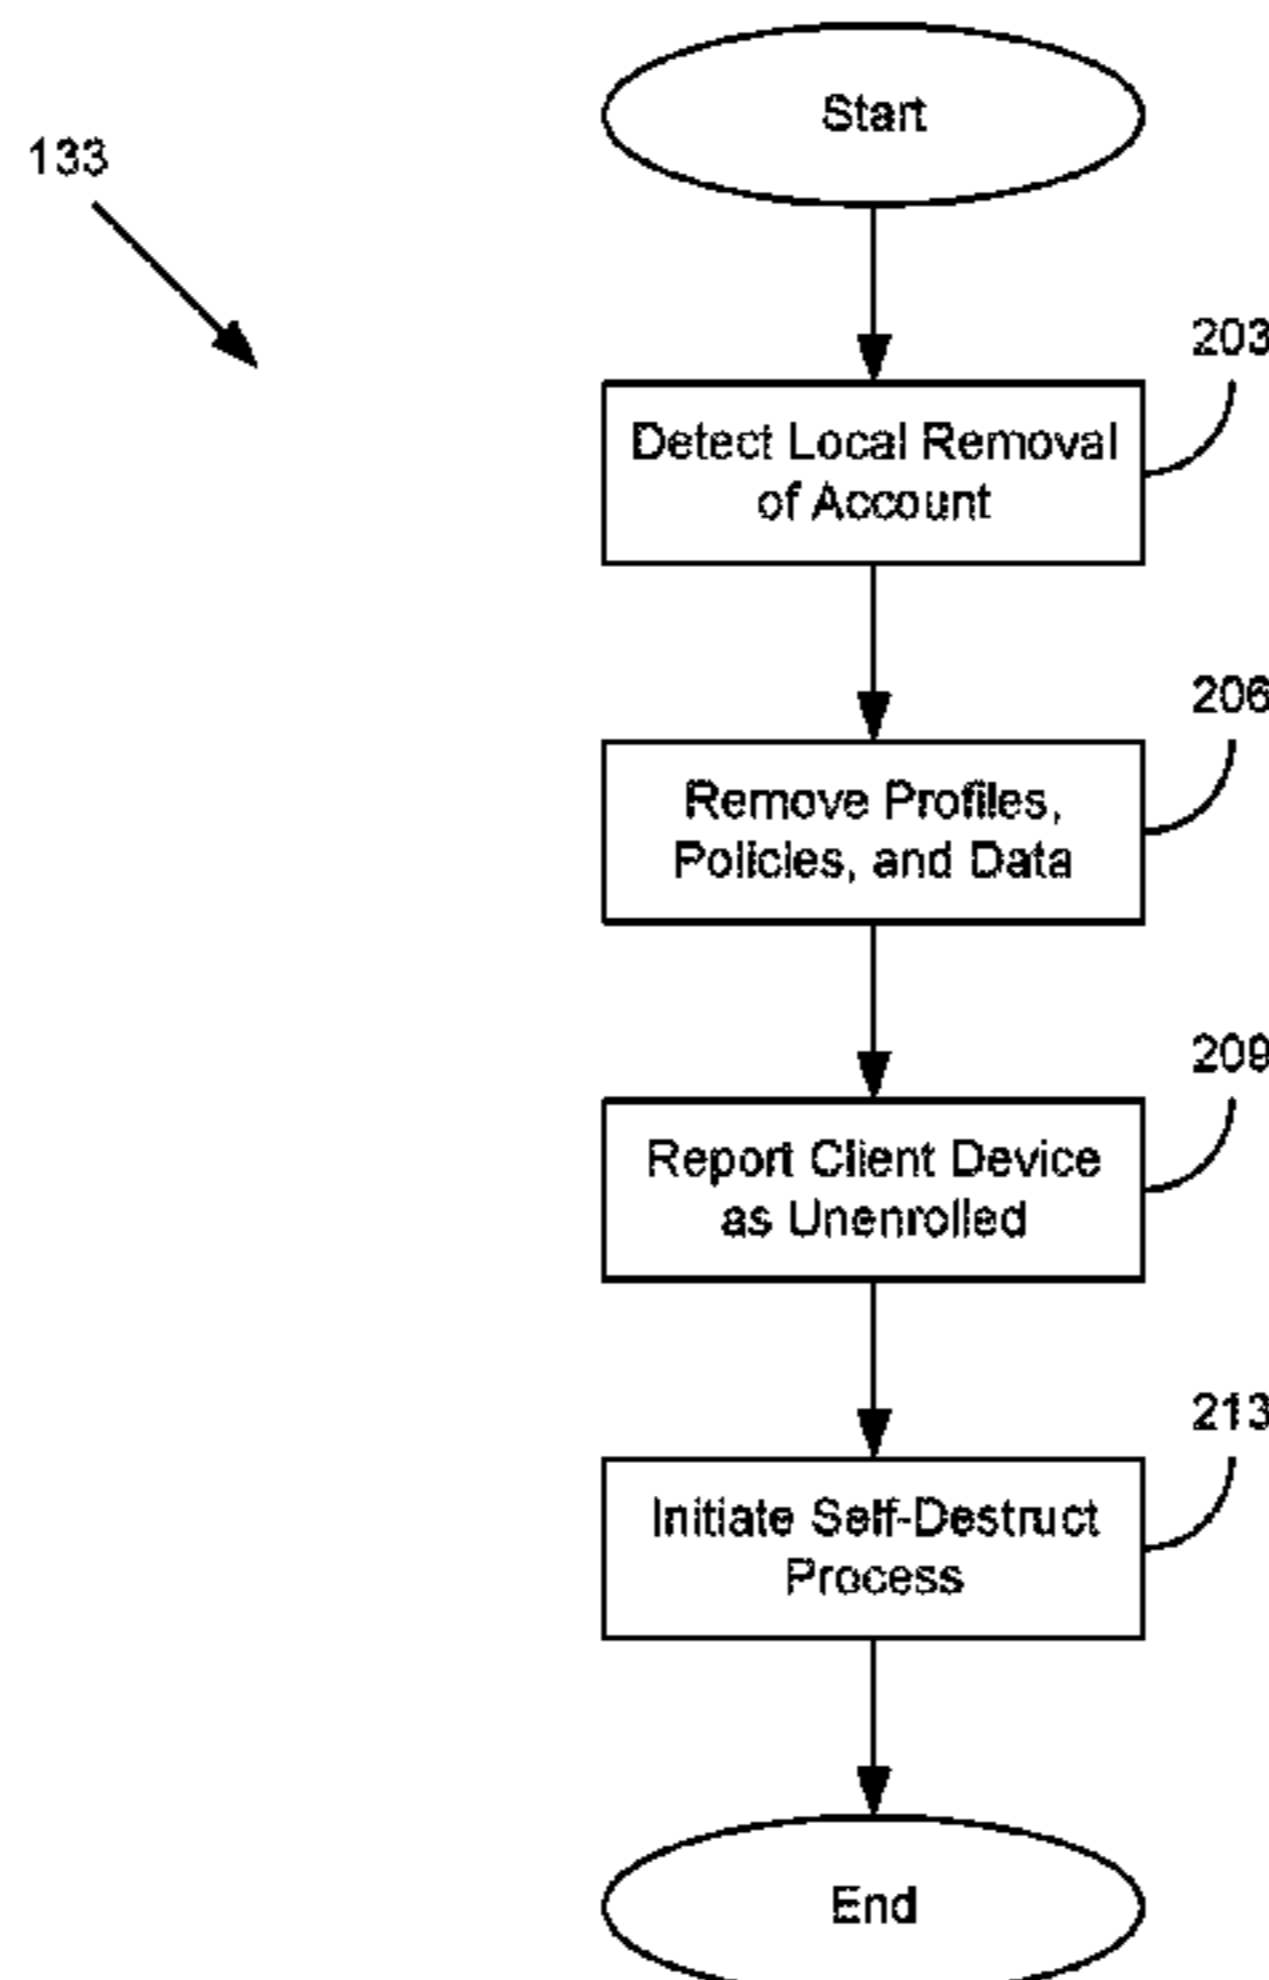 Start
133
203
Detect Local Removal
of Account
206
Remove Profiles,
Policies, and Data
209
Report Client Device
as Unenrolled
213
Initiate Self-Destruct
Process
End